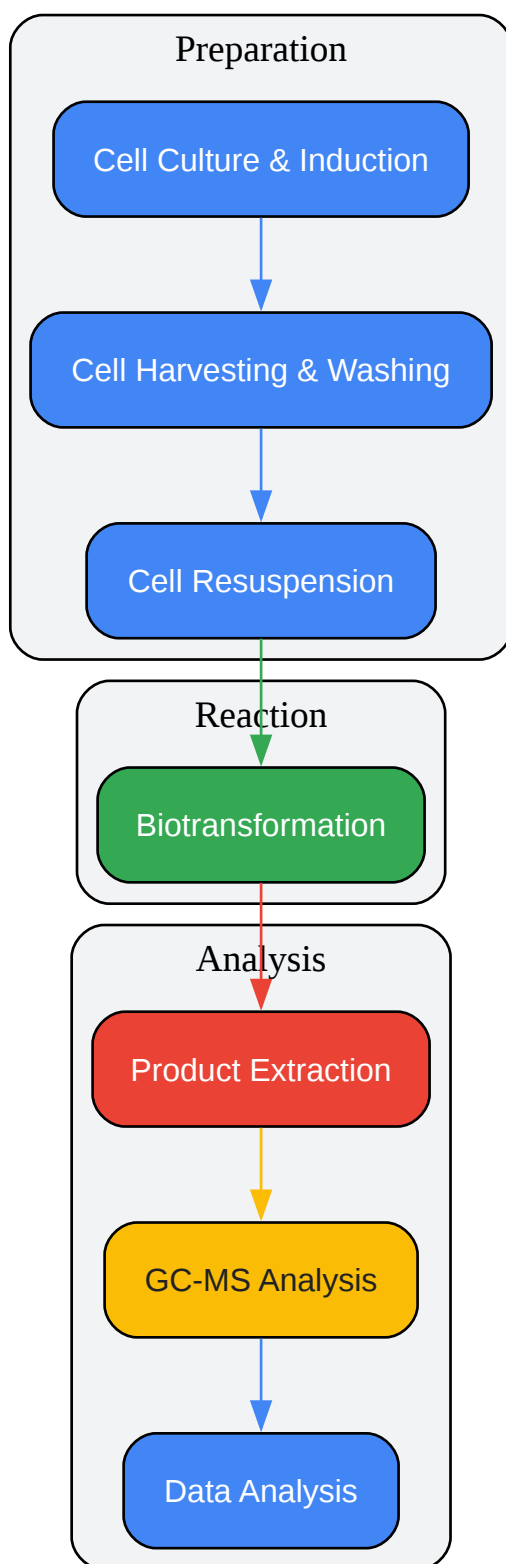 Preparation
Cell Culture & Induction
Cell Harvesting & Washing
Cell Resuspension
Reaction
Biotransformation
Analysis
Product Extraction
GC-MS Analysis
Data Analysis